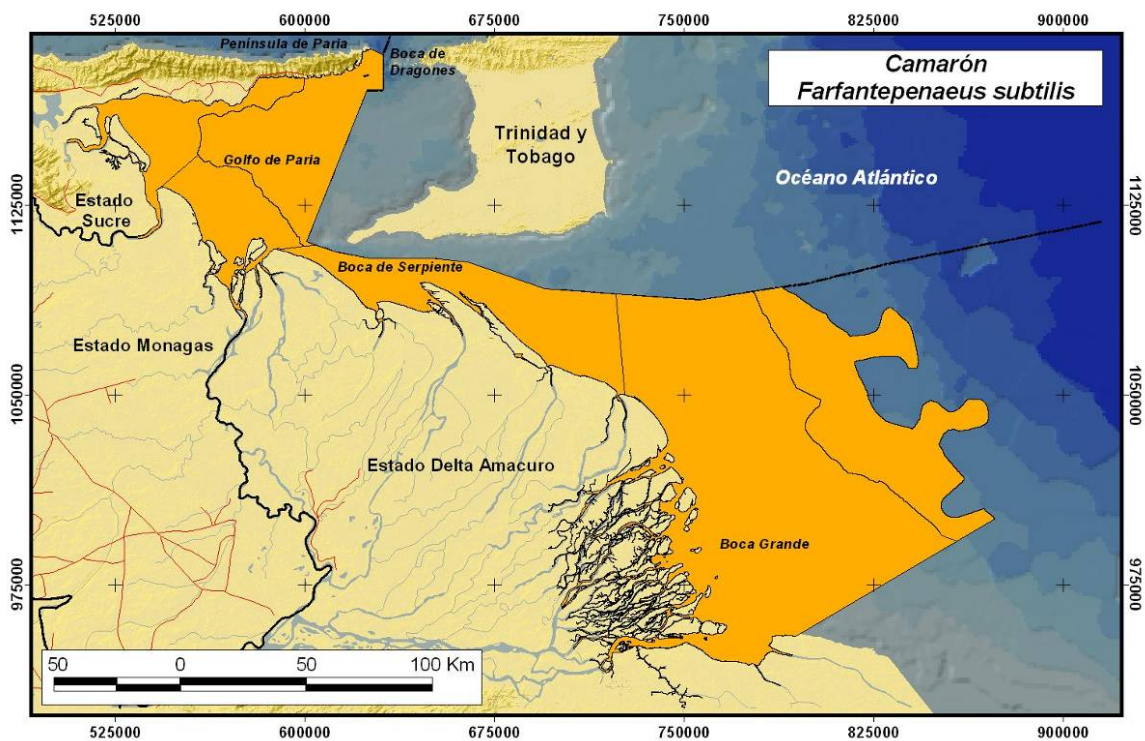 525000 600000 675000 750000 825000 900000
Península de Paria
Boca de
Dragones
Camarón
Farfantepenaeus subtilis
Trinidad y
Tobago
Golfo de Paria
Océano Atlántico
Estado
Sucre
1125000 1125000
Boca de Serpiente
Estado Monagas
1050000 1050000
Estado Delta Amacuro
Boca Grande
975000 975000
50 0 50 100 Km
525000 600000 675000 750000 825000 900000